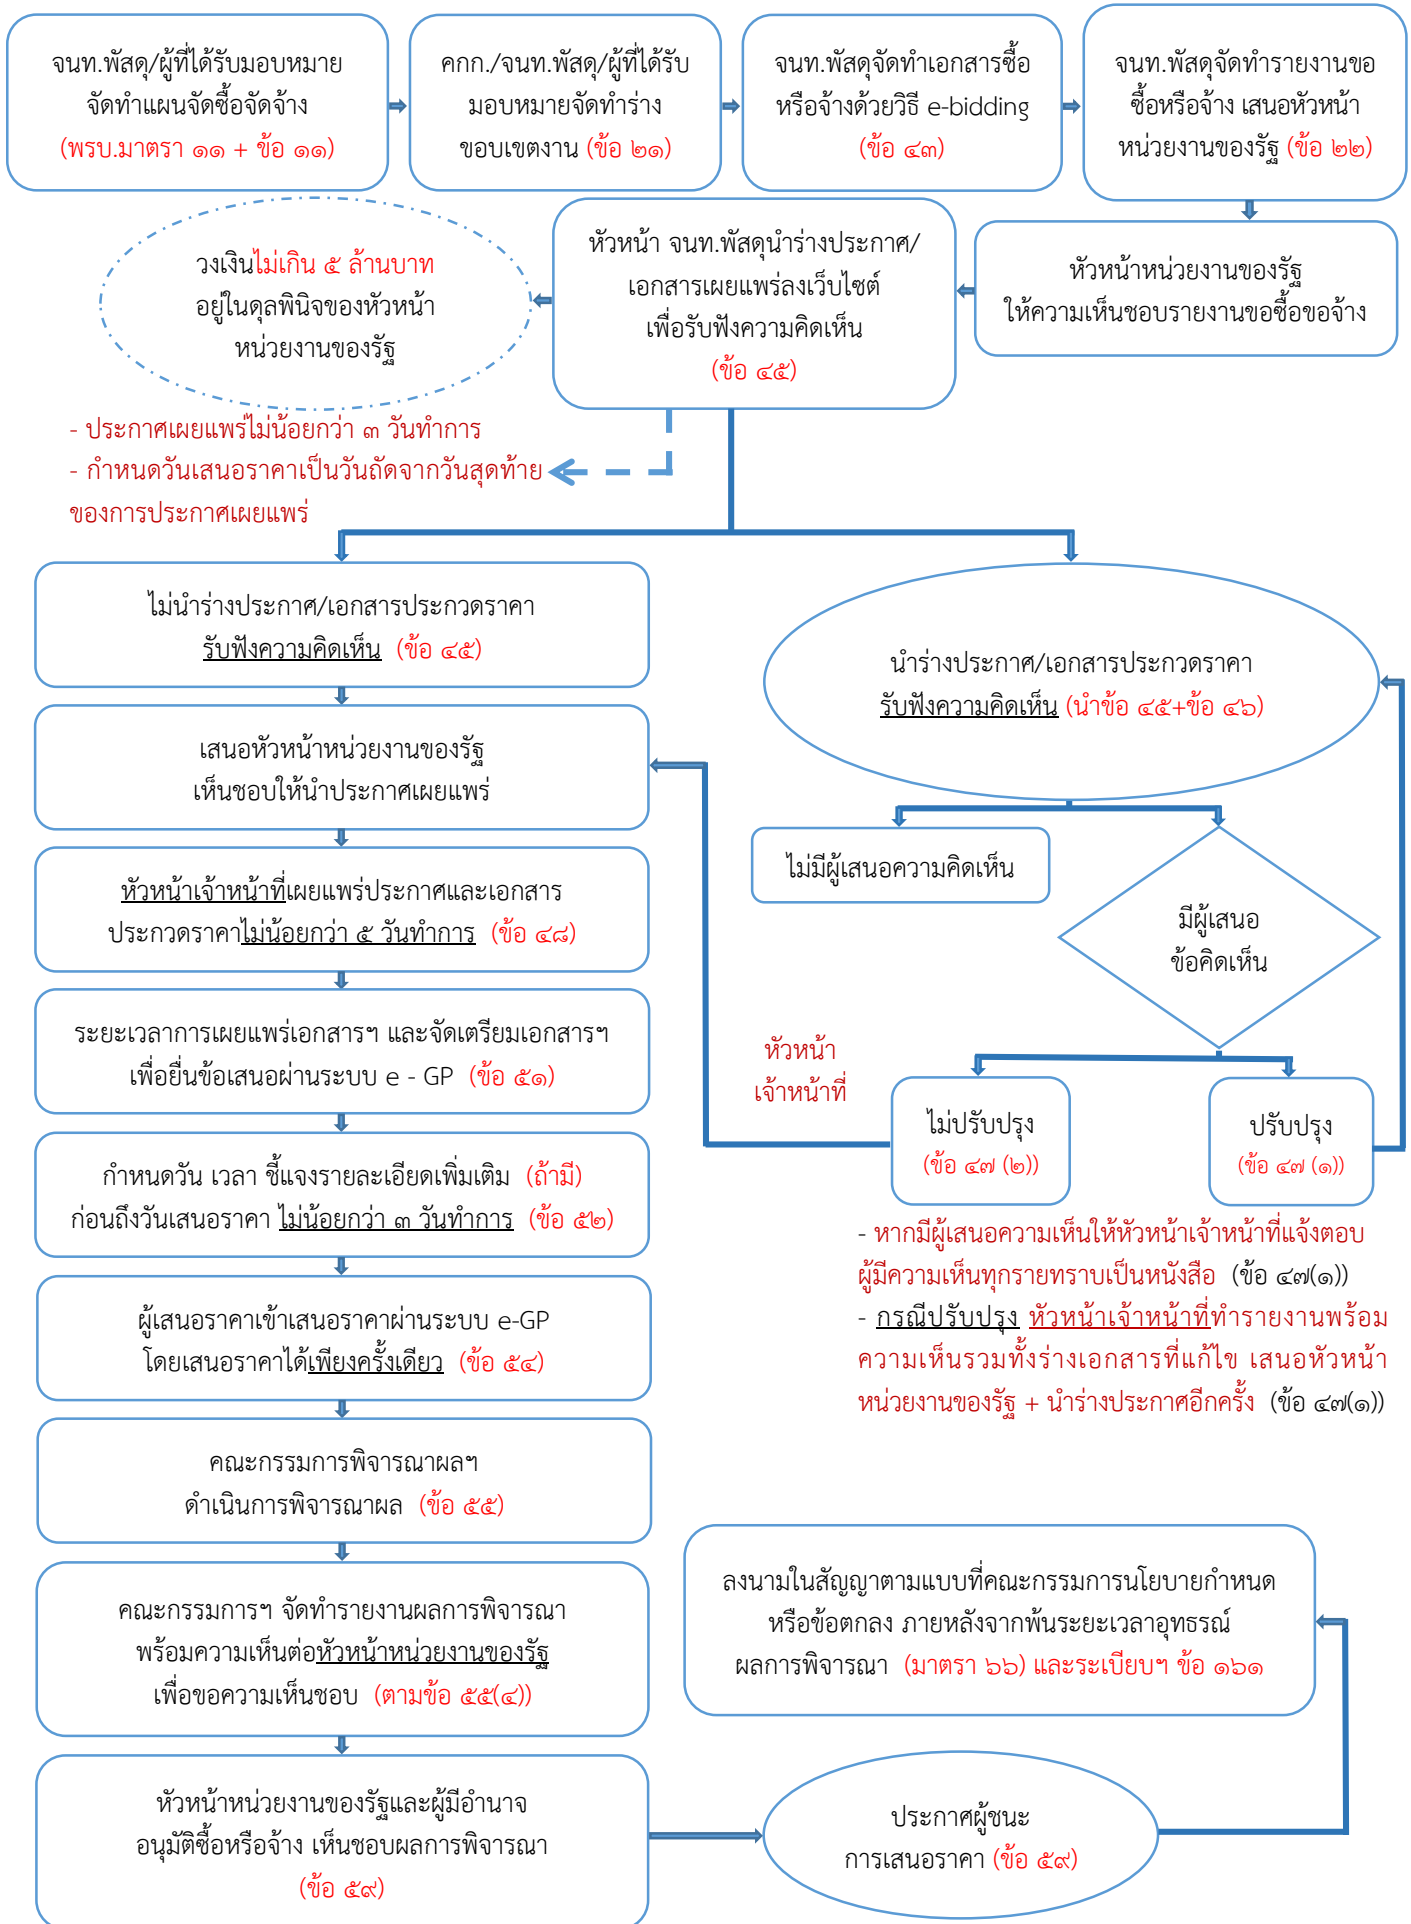 จนท.พัสดุ/ผู้ที่ได้รับมอบหมาย
จัดทำแผนจัดซื้อจัดจ้าง
(พรบ.มาตรา ๑๑ + ข้อ ๑๑)
คกก./จนท.พัสดุ/ผู้ที่ได้รับ
มอบหมายจัดทำร่าง
ขอบเขตงาน (ข้อ ๒๑)
จนท.พัสดุจัดทำเอกสารซื้อ
หรือจ้างด้วยวิธี e-bidding
(ข้อ ๔๓)
จนท.พัสดุจัดทำรายงานขอ
ซื้อหรือจ้าง เสนอหัวหน้า
หน่วยงานของรัฐ (ข้อ ๒๒)
หัวหน้าหน่วยงานของรัฐ
ให้ความเห็นชอบรายงานขอซื้อขอจ้าง
หัวหน้า จนท.พัสดุนำร่างประกาศ/
เอกสารเผยแพร่ลงเว็บไซต์
เพื่อรับฟังความคิดเห็น
(ข้อ ๔๕)
วงเงินไม่เกิน ๕ ล้านบาท
อยู่ในดุลพินิจของหัวหน้า
หน่วยงานของรัฐ
- ประกาศเผยแพร่ไม่น้อยกว่า ๓ วันทำการ
- กำหนดวันเสนอราคาเป็นวันถัดจากวันสุดท้าย
ของการประกาศเผยแพร่
ไม่นำร่างประกาศ/เอกสารประกวดราคา
รับฟังความคิดเห็น (ข้อ ๔๕)
นำร่างประกาศ/เอกสารประกวดราคา
รับฟังความคิดเห็น (นำข้อ ๔๕+ข้อ ๔๖)
เสนอหัวหน้าหน่วยงานของรัฐ
เห็นชอบให้นำประกาศเผยแพร่
ไม่มีผู้เสนอความคิดเห็น
มีผู้เสนอ
ข้อคิดเห็น
หัวหน้าเจ้าหน้าที่เผยแพร่ประกาศและเอกสาร
ประกวดราคาไม่น้อยกว่า ๕ วันทำการ (ข้อ ๔๘)
ระยะเวลาการเผยแพร่เอกสารฯ และจัดเตรียมเอกสารฯ
เพื่อยื่นข้อเสนอผ่านระบบ e - GP (ข้อ ๕๑)
หัวหน้า
เจ้าหน้าที่
ไม่ปรับปรุง
(ข้อ ๔๗ (๒))
ปรับปรุง
(ข้อ ๔๗ (๑))
กำหนดวัน เวลา ชี้แจงรายละเอียดเพิ่มเติม (ถ้ามี)
ก่อนถึงวันเสนอราคา ไม่น้อยกว่า ๓ วันทำการ (ข้อ ๕๒)
- หากมีผู้เสนอความเห็นให้หัวหน้าเจ้าหน้าที่แจ้งตอบ
ผู้มีความเห็นทุกรายทราบเป็นหนังสือ (ข้อ ๔๗(๑))
- กรณีปรับปรุง หัวหน้าเจ้าหน้าที่ทำรายงานพร้อม
ความเห็นรวมทั้งร่างเอกสารที่แก้ไข เสนอหัวหน้า
หน่วยงานของรัฐ + นำร่างประกาศอีกครั้ง (ข้อ ๔๗(๑))
ผู้เสนอราคาเข้าเสนอราคาผ่านระบบ e-GP
โดยเสนอราคาได้เพียงครั้งเดียว (ข้อ ๕๔)
คณะกรรมการพิจารณาผลฯ
ดำเนินการพิจารณาผล (ข้อ ๕๕)
คณะกรรมการฯ จัดทำรายงานผลการพิจารณา
พร้อมความเห็นต่อหัวหน้าหน่วยงานของรัฐ
เพื่อขอความเห็นชอบ (ตามข้อ ๕๕(๔))
ลงนามในสัญญาตามแบบที่คณะกรรมการนโยบายกำหนด
หรือข้อตกลง ภายหลังจากพ้นระยะเวลาอุทธรณ์
ผลการพิจารณา (มาตรา ๖๖) และระเบียบฯ ข้อ ๑๖๑
หัวหน้าหน่วยงานของรัฐและผู้มีอำนาจ
อนุมัติซื้อหรือจ้าง เห็นชอบผลการพิจารณา
(ข้อ ๕๙)
ประกาศผู้ชนะ
การเสนอราคา (ข้อ ๕๙)